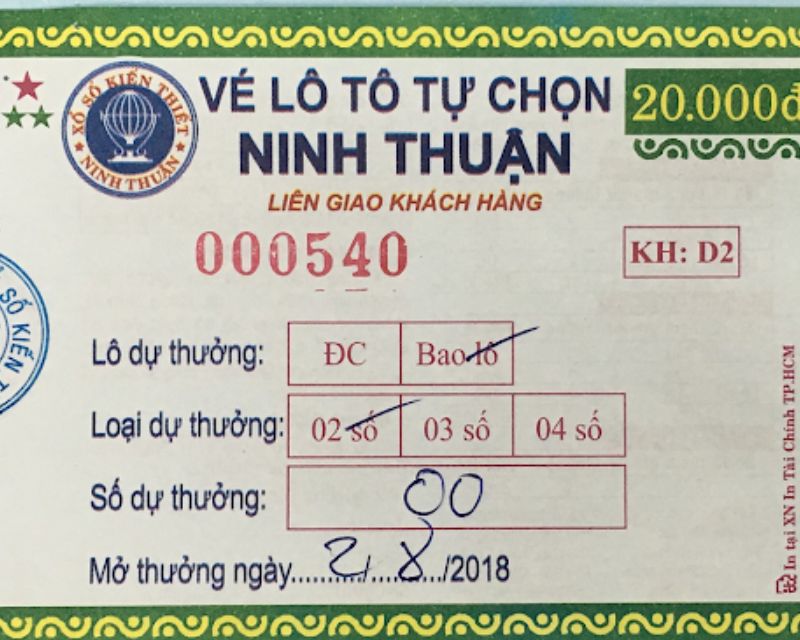 VÉ LÔ TÔ TỰ CHỌN
20.000đ
XỔ SỐ KIẾN THIẾT
NINH THUẬN
NINH THUẬN
LIÊN GIAO KHÁCH HÀNG
000540
KH: D2
SỐ KIẾN T
Lô dự thưởng: ĐC Bao lô
Loại dự thưởng: 02 số 03 số 04 số
Số dự thưởng: 00
Mở thưởng ngày....2..../....8..../2018
In tại XN In Tài Chính TP.HCM